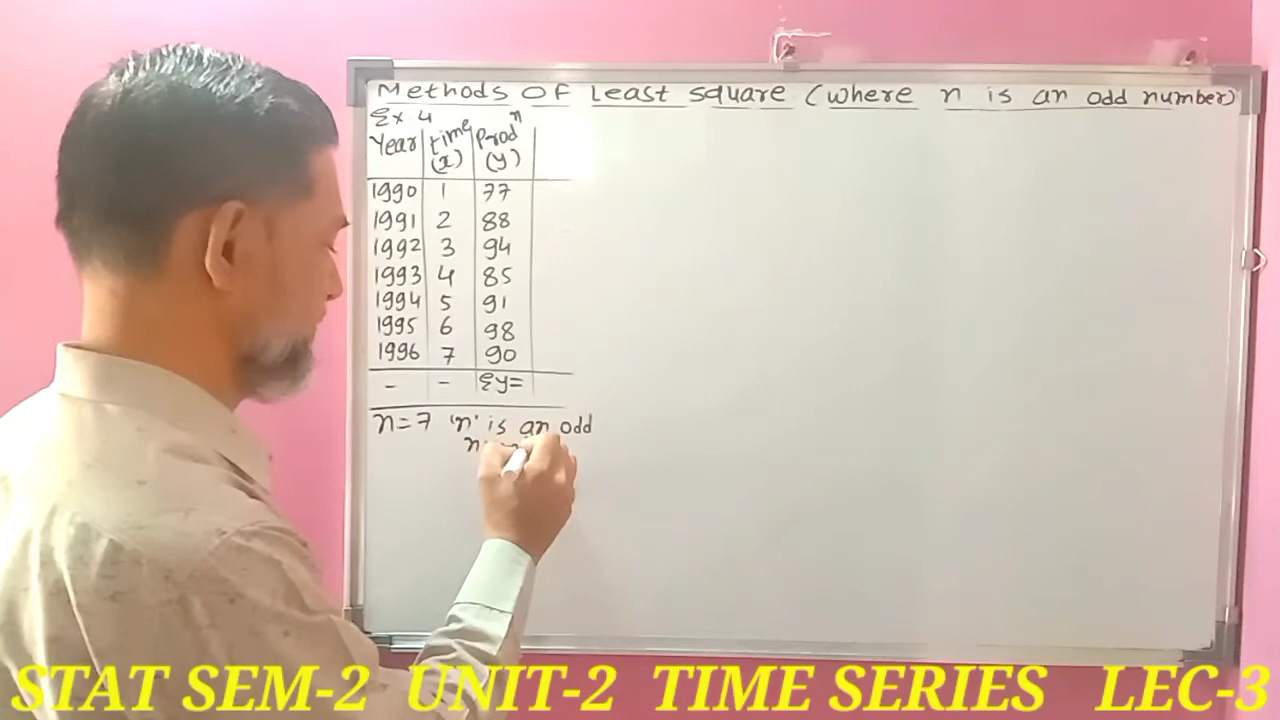 Methods OF Least Square (where n is an odd number)
Ex 4
Year time (x) Prodⁿ (y)
1990 1 77
1991 2 88
1992 3 94
1993 4 85
1994 5 91
1995 6 98
1996 7 90
- - Σy=
n=7 'n' is an odd
STAT SEM-2 UNIT-2 TIME SERIES LEC-3